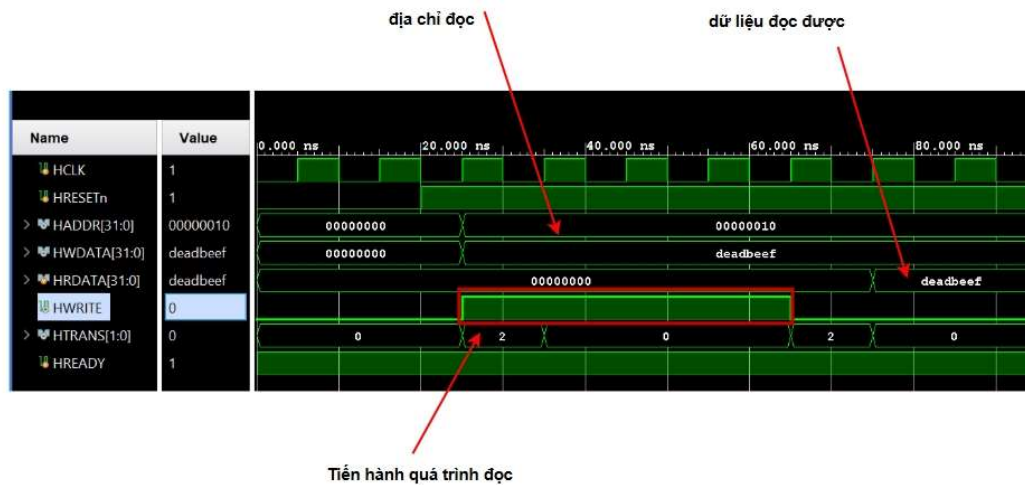 địa chỉ đọc
dữ liệu đọc được
Name Value
0.000 ns 20.000 ns 40.000 ns 60.000 ns 80.000 ns
HCLK 1
HRESETn 1
HADDR[31:0] 00000010 00000000 00000010
HWDATA[31:0] deadbeef 00000000 deadbeef
HRDATA[31:0] deadbeef 00000000 deadbeef
HWRITE 0
HTRANS[1:0] 0 0 2 0 2 0
HREADY 1
Tiến hành quá trình đọc